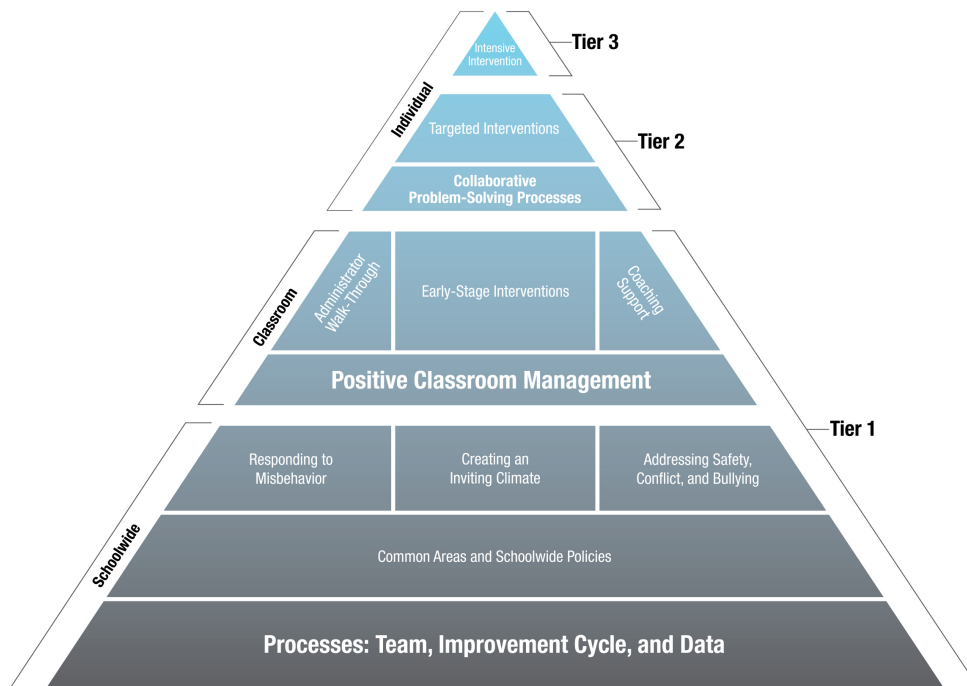 Intensive
Intervention
Tier 3
Individual
Targeted Interventions
Tier 2
Collaborative
Problem-Solving Processes
Classroom
Administrator
Walk-Through
Early-Stage Interventions
Coaching
Support
Positive Classroom Management
Tier 1
Schoolwide
Responding to
Misbehavior
Creating an
Inviting Climate
Addressing Safety,
Conflict, and Bullying
Common Areas and Schoolwide Policies
Processes: Team, Improvement Cycle, and Data